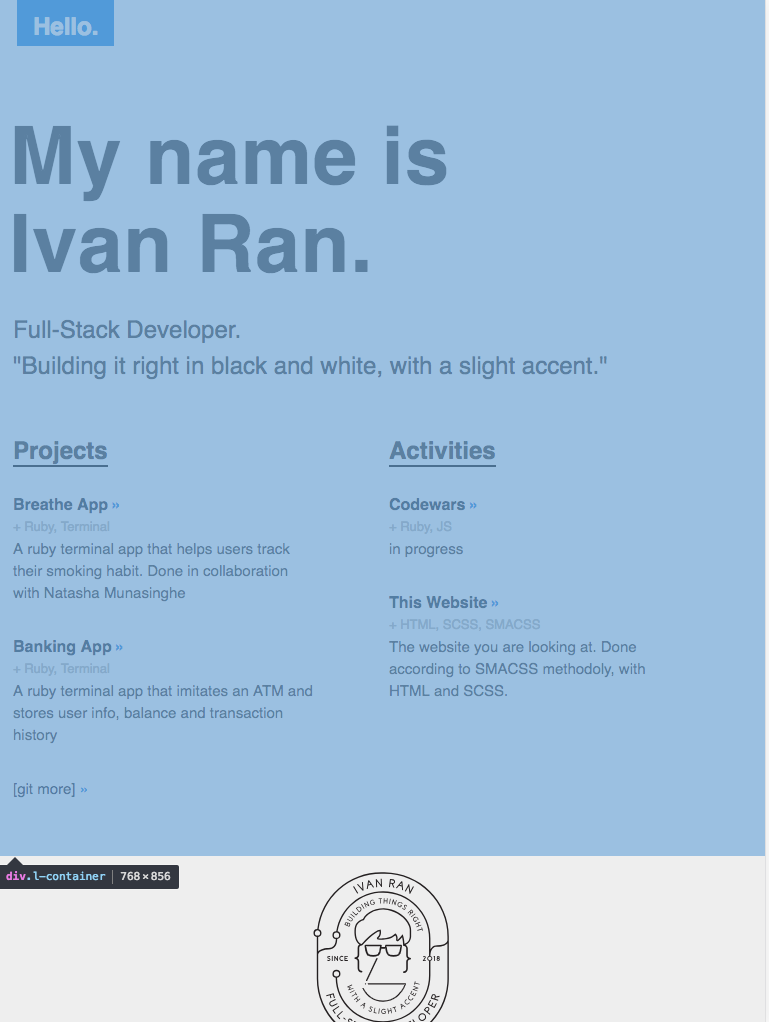 Hello.
My name is
Ivan Ran.
Full-Stack Developer.
"Building it right in black and white, with a slight accent."
Projects
Breathe App »
+ Ruby, Terminal
A ruby terminal app that helps users track
their smoking habit. Done in collaboration
with Natasha Munasinghe
Banking App »
+ Ruby, Terminal
A ruby terminal app that imitates an ATM and
stores user info, balance and transaction
history
[git more] »
Activities
Codewars »
+ Ruby, JS
in progress
This Website »
+ HTML, SCSS, SMACSS
The website you are looking at. Done
according to SMACSS methodoly, with
HTML and SCSS.
div.l-container | 768×856
IVAN RAN
BUILDING THINGS RIGHT
SINCE 2018
WITH A SLIGHT ACCENT